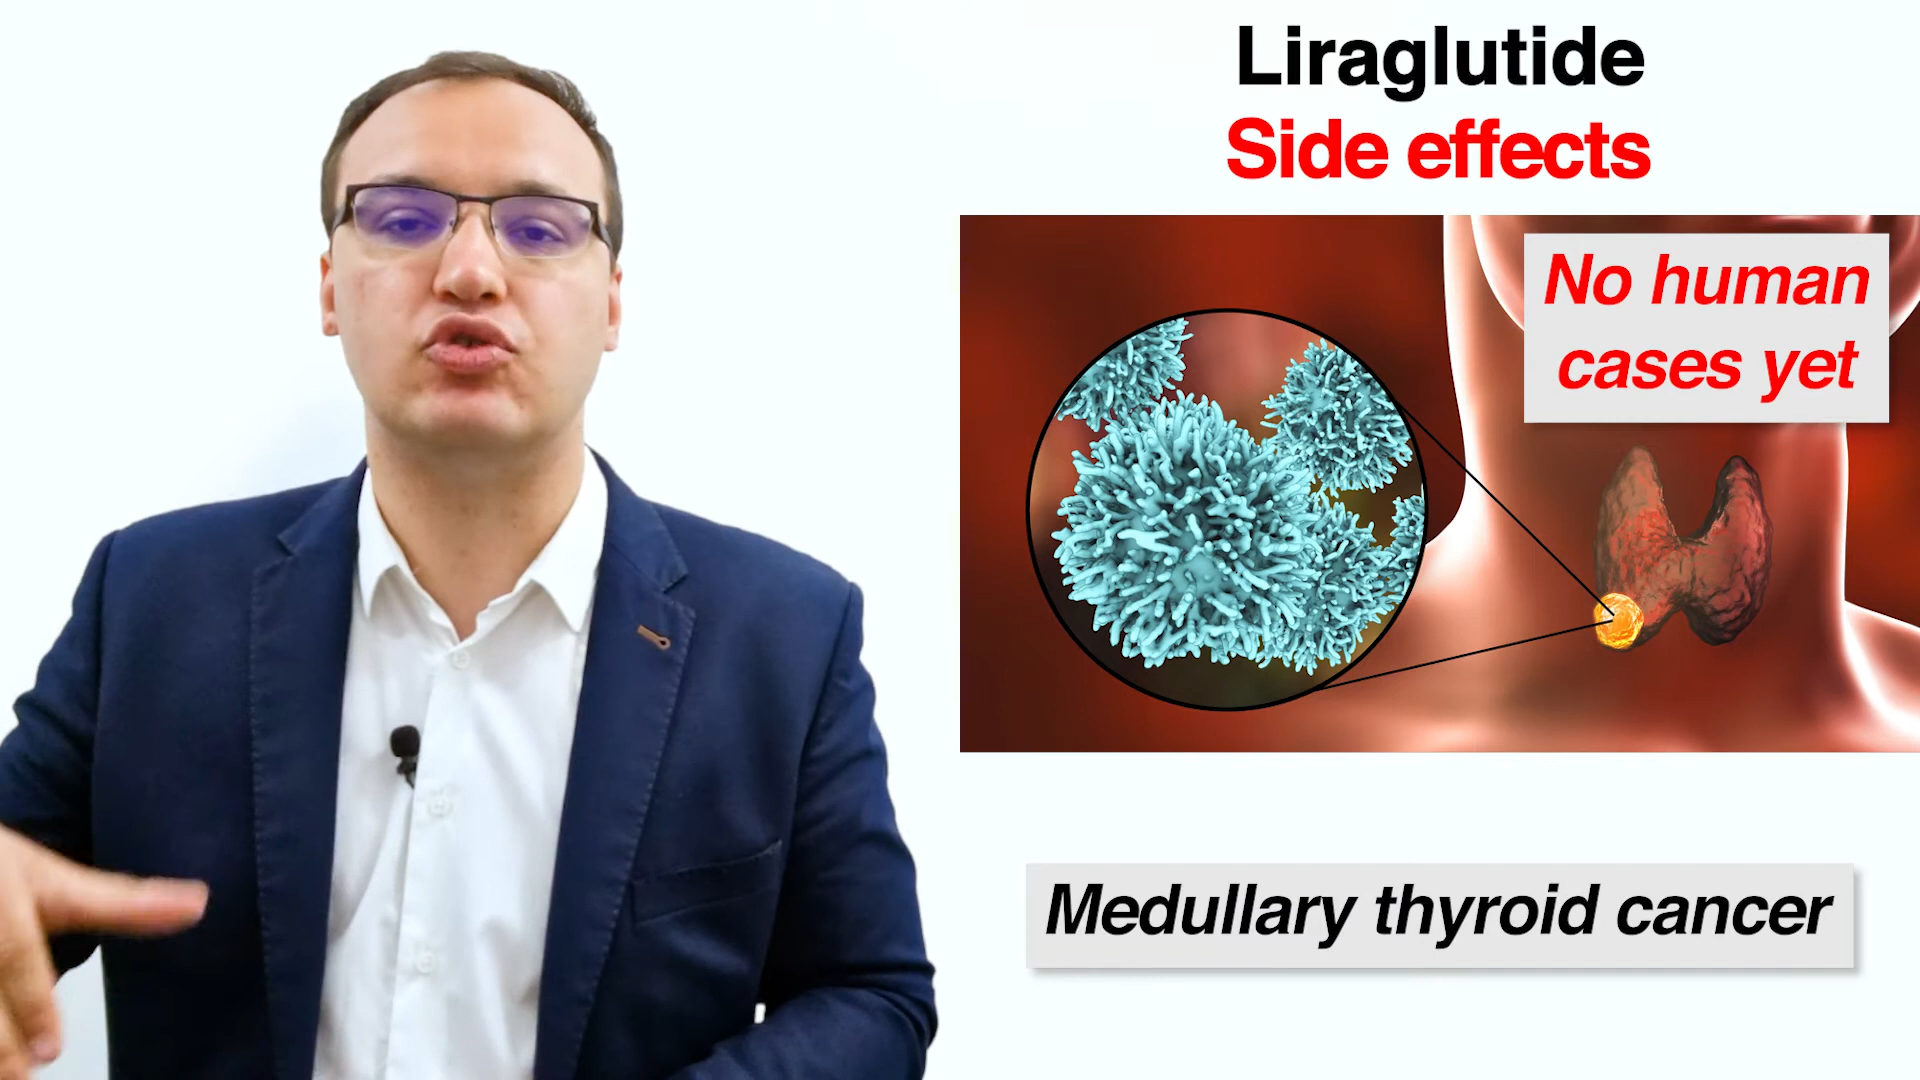 Liraglutide
Side effects
No human
cases yet
Medullary thyroid cancer